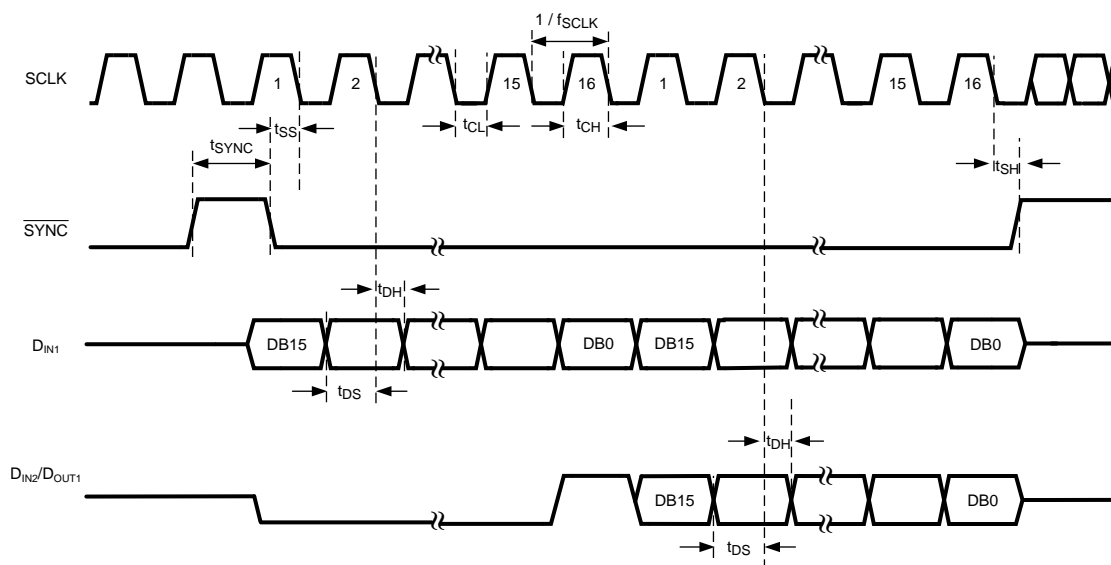 1 / fSCLK
SCLK
1
2
15
16
1
2
15
16
tSS
tCL
tCH
tSYNC
ltSH
SYNC
tDH
DIN1
DB15
DB0
DB15
DB0
tDS
tDH
DIN2/DOUT1
DB15
DB0
tDS